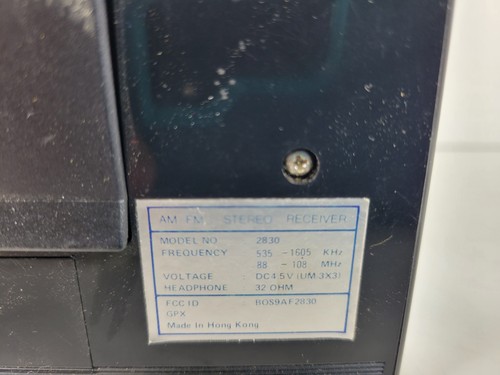 AM FM STEREO RECEIVER
MODEL NO. 2830
FREQUENCY 535 - 1605 KHz
88 - 108 MHz
VOLTAGE : DC4.5V (UM-3X3)
HEADPHONE : 32 OHM
FCC ID : BOS9AF2830
GPX
Made in Hong Kong